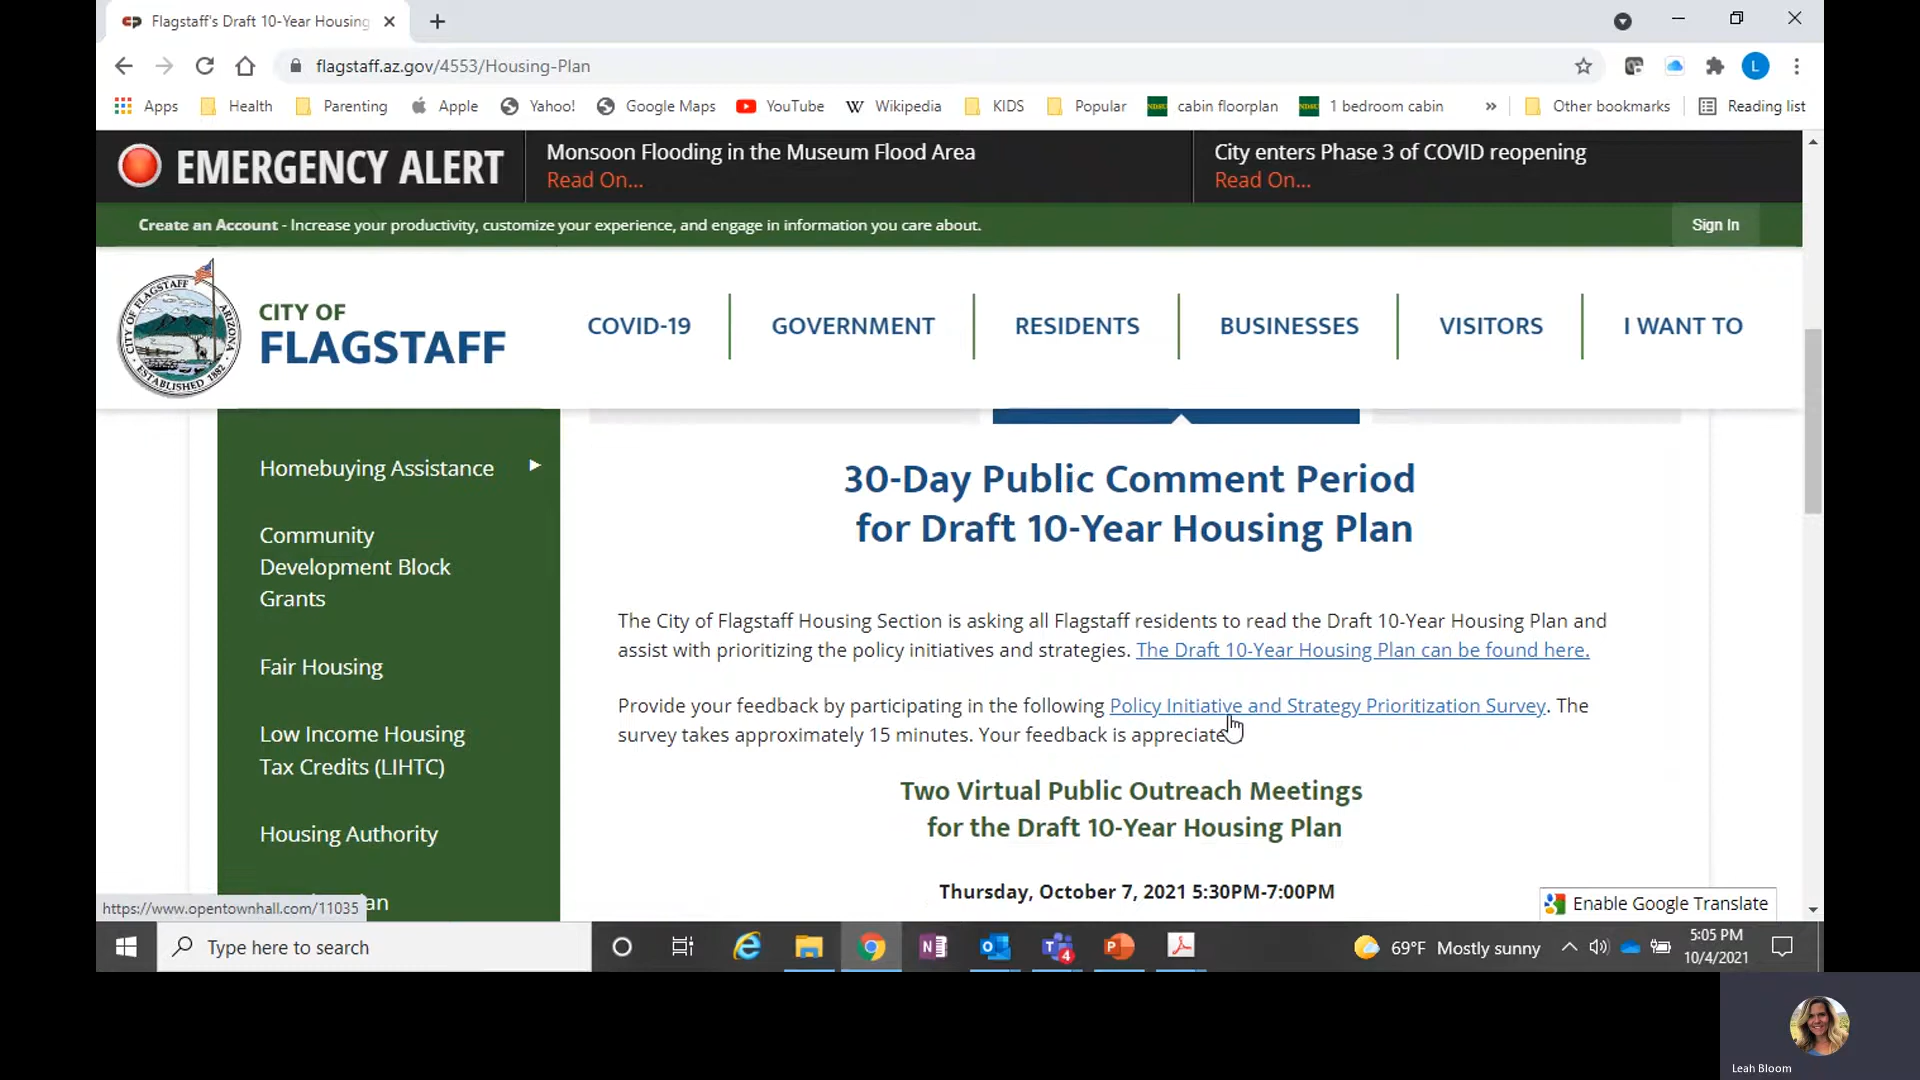 Flagstaff's Draft 10-Year Housing
flagstaff.az.gov/4553/Housing-Plan
L
Apps
Health
Parenting
Apple
Yahoo!
Google Maps
YouTube
Wikipedia
KIDS
Popular
cabin floorplan
1 bedroom cabin
»
Other bookmarks
Reading list
EMERGENCY ALERT
Monsoon Flooding in the Museum Flood Area
Read On...
City enters Phase 3 of COVID reopening
Read On...
Create an Account - Increase your productivity, customize your experience, and engage in information you care about.
Sign In
CITY OF FLAGSTAFF ARIZONA
ESTABLISHED 1882
CITY OF
FLAGSTAFF
COVID-19
GOVERNMENT
RESIDENTS
BUSINESSES
VISITORS
I WANT TO
Homebuying Assistance
Community
Development Block
Grants
Fair Housing
Low Income Housing
Tax Credits (LIHTC)
Housing Authority
30-Day Public Comment Period
for Draft 10-Year Housing Plan
The City of Flagstaff Housing Section is asking all Flagstaff residents to read the Draft 10-Year Housing Plan and
assist with prioritizing the policy initiatives and strategies. The Draft 10-Year Housing Plan can be found here.
Provide your feedback by participating in the following Policy Initiative and Strategy Prioritization Survey. The
survey takes approximately 15 minutes. Your feedback is appreciate
Two Virtual Public Outreach Meetings
for the Draft 10-Year Housing Plan
Thursday, October 7, 2021 5:30PM-7:00PM
https://www.opentownhall.com/11035
Enable Google Translate
Type here to search
4
69°F Mostly sunny
5:05 PM
10/4/2021
Leah Bloom